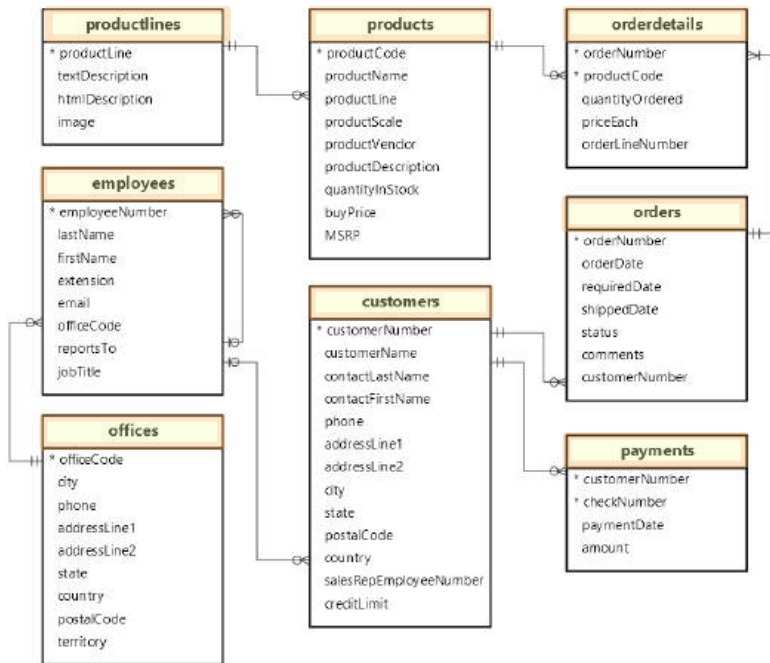 productlines
* productLine
textDescription
htmlDescription
image
products
* productCode
productName
productLine
productScale
productVendor
productDescription
quantityInStock
buyPrice
MSRP
orderdetails
* orderNumber
* productCode
quantityOrdered
priceEach
orderLineNumber
employees
* employeeNumber
lastName
firstName
extension
email
officeCode
reportsTo
jobTitle
customers
* customerNumber
customerName
contactLastName
contactFirstName
phone
addressLine1
addressLine2
city
state
postalCode
country
salesRepEmployeeNumber
creditLimit
orders
* orderNumber
orderDate
requiredDate
shippedDate
status
comments
customerNumber
offices
* officeCode
city
phone
addressLine1
addressLine2
state
country
postalCode
territory
payments
* customerNumber
* checkNumber
paymentDate
amount